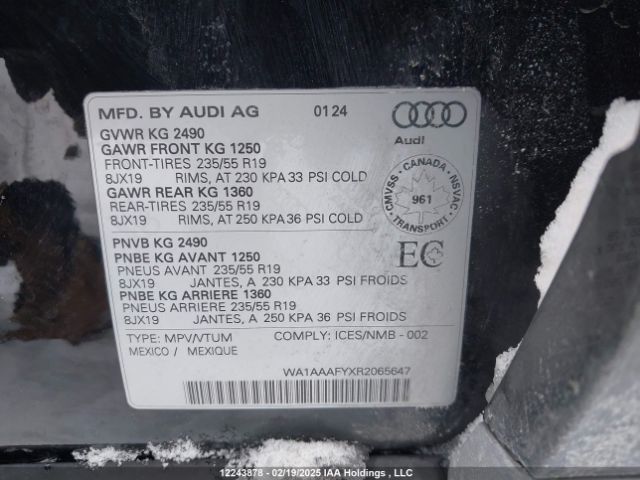 MFD. BY AUDI AG 0124
Audi
GVWR KG 2490
GAWR FRONT KG 1250
FRONT-TIRES 235/55 R19
8JX19 RIMS, AT 230 KPA 33 PSI COLD
GAWR REAR KG 1360
REAR-TIRES 235/55 R19
8JX19 RIMS, AT 250 KPA 36 PSI COLD
CANADA
CMVSS NSVAC
961
TRANSPORT
PNVB KG 2490
PNBE KG AVANT 1250
PNEUS AVANT 235/55 R19
8JX19 JANTES, A 230 KPA 33 PSI FROIDS
PNBE KG ARRIERE 1360
PNEUS ARRIERE 235/55 R19
8JX19 JANTES, A 250 KPA 36 PSI FROIDS
EC
TYPE: MPV/VTUM COMPLY: ICES/NMB - 002
MEXICO / MEXIQUE
WA1AAAFYXR2065647
12243878 - 02/19/2025 IAA Holdings , LLC